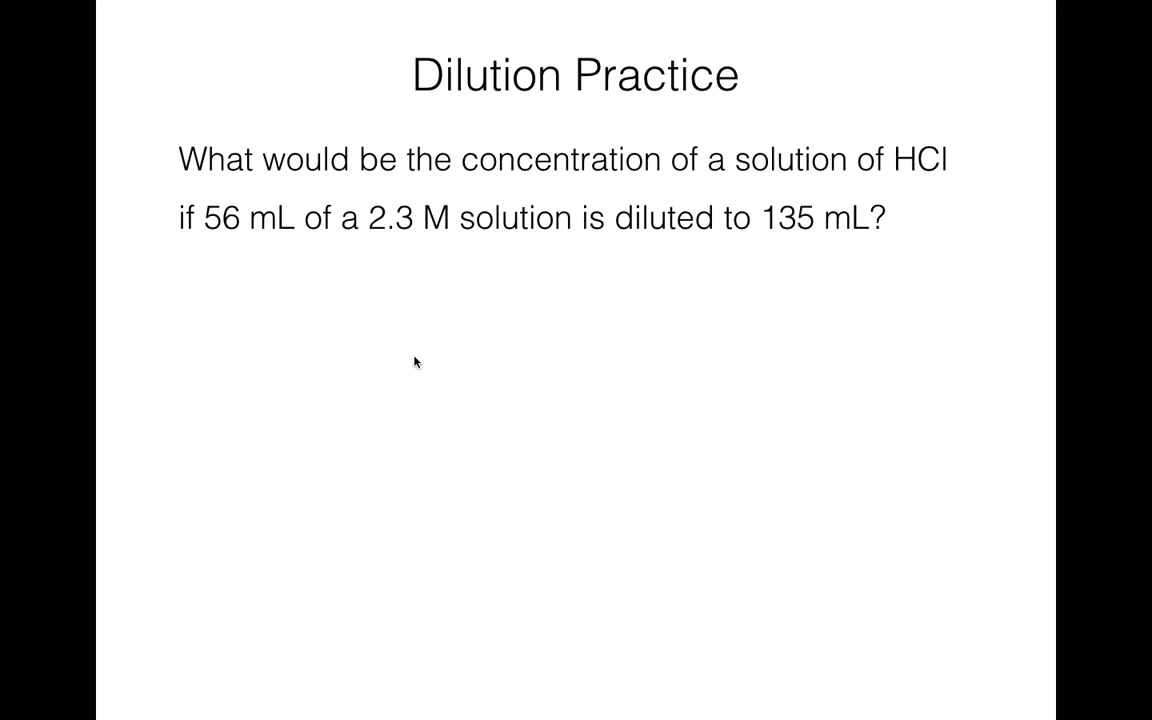 Dilution Practice
What would be the concentration of a solution of HCl
if 56 mL of a 2.3 M solution is diluted to 135 mL?